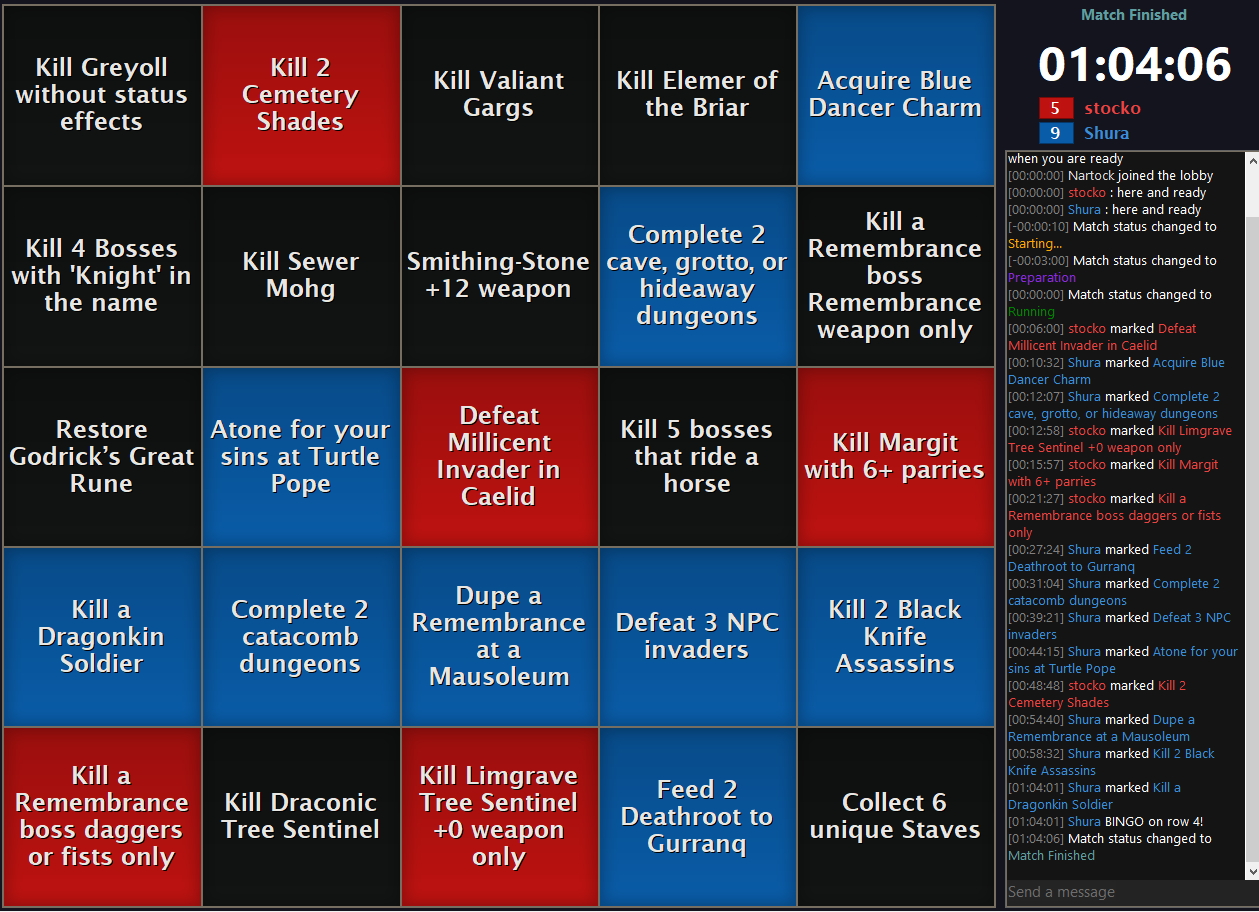 Kill Greyoll
without status
effects
Kill 2
Cemetery
Shades
Kill Valiant
Gargs
Kill Elemer of
the Briar
Acquire Blue
Dancer Charm
Kill 4 Bosses
with 'Knight' in
the name
Kill Sewer
Mohg
Smithing-Stone
+12 weapon
Complete 2
cave, grotto, or
hideaway
dungeons
Kill a
Remembrance
boss
Remembrance
weapon only
Restore
Godrick’s Great
Rune
Atone for your
sins at Turtle
Pope
Defeat
Millicent
Invader in
Caelid
Kill 5 bosses
that ride a
horse
Kill Margit
with 6+ parries
Kill a
Dragonkin
Soldier
Complete 2
catacomb
dungeons
Dupe a
Remembrance
at a
Mausoleum
Defeat 3 NPC
invaders
Kill 2 Black
Knife
Assassins
Kill a
Remembrance
boss daggers
or fists only
Kill Draconic
Tree Sentinel
Kill Limgrave
Tree Sentinel
+0 weapon
only
Feed 2
Deathroot to
Gurranq
Collect 6
unique Staves
Match Finished
01:04:06
5 stocko
9 Shura
when you are ready
[00:00:00] Nartock joined the lobby
[00:00:00] stocko : here and ready
[00:00:00] Shura : here and ready
[-00:00:10] Match status changed to
Starting...
[-00:03:00] Match status changed to
Preparation
[00:00:00] Match status changed to
Running
[00:06:00] stocko marked Defeat
Millicent Invader in Caelid
[00:10:32] Shura marked Acquire Blue
Dancer Charm
[00:12:07] Shura marked Complete 2
cave, grotto, or hideaway dungeons
[00:12:58] stocko marked Kill Limgrave
Tree Sentinel +0 weapon only
[00:15:57] stocko marked Kill Margit
with 6+ parries
[00:21:27] stocko marked Kill a
Remembrance boss daggers or fists
only
[00:27:24] Shura marked Feed 2
Deathroot to Gurranq
[00:31:04] Shura marked Complete 2
catacomb dungeons
[00:39:21] Shura marked Defeat 3 NPC
invaders
[00:44:15] Shura marked Atone for your
sins at Turtle Pope
[00:48:48] stocko marked Kill 2
Cemetery Shades
[00:54:40] Shura marked Dupe a
Remembrance at a Mausoleum
[00:58:32] Shura marked Kill 2 Black
Knife Assassins
[01:04:01] Shura marked Kill a
Dragonkin Soldier
[01:04:01] Shura BINGO on row 4!
[01:04:06] Match status changed to
Match Finished
Send a message